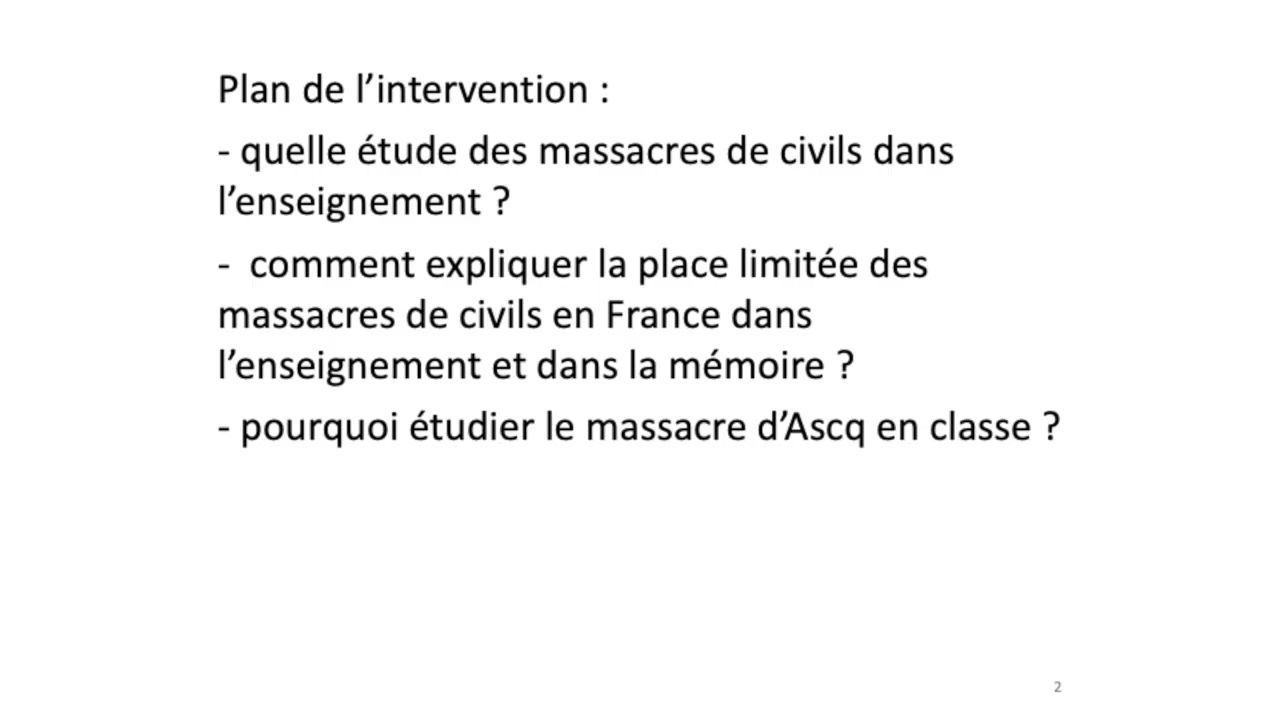 Plan de l’intervention :
- quelle étude des massacres de civils dans
l’enseignement ?
-  comment expliquer la place limitée des
massacres de civils en France dans
l’enseignement et dans la mémoire ?
- pourquoi étudier le massacre d’Ascq en classe ?
2